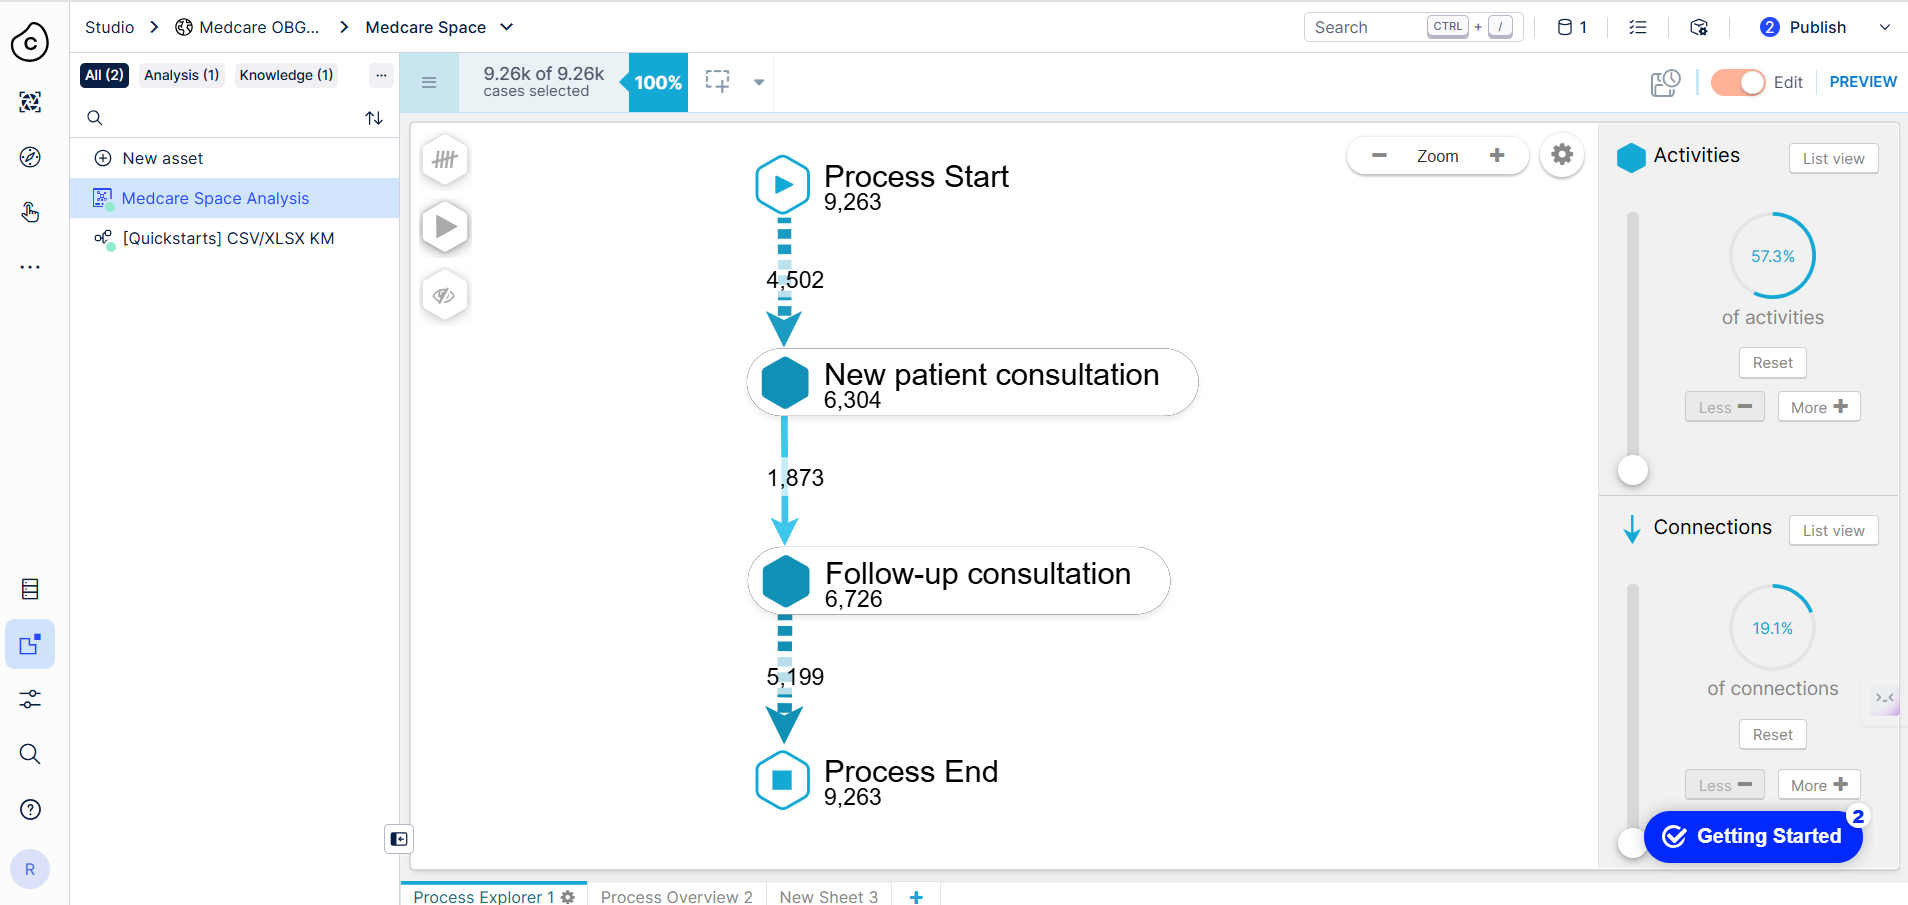 C
Studio
Medcare OBG...
Medcare Space
Search
CTRL
+
/
1
2
Publish
All (2)
Analysis (1)
Knowledge (1)
...
New asset
Medcare Space Analysis
[Quickstarts] CSV/XLSX KM
R
9.26k of 9.26k
cases selected
100%
Edit
PREVIEW
Zoom
Process Start
9,263
4,502
New patient consultation
6,304
1,873
Follow-up consultation
6,726
5,199
Process End
9,263
Activities
List view
57.3%
of activities
Reset
Less
More
Connections
List view
19.1%
of connections
Reset
Less
More
Getting Started
2
Process Explorer 1
Process Overview 2
New Sheet 3